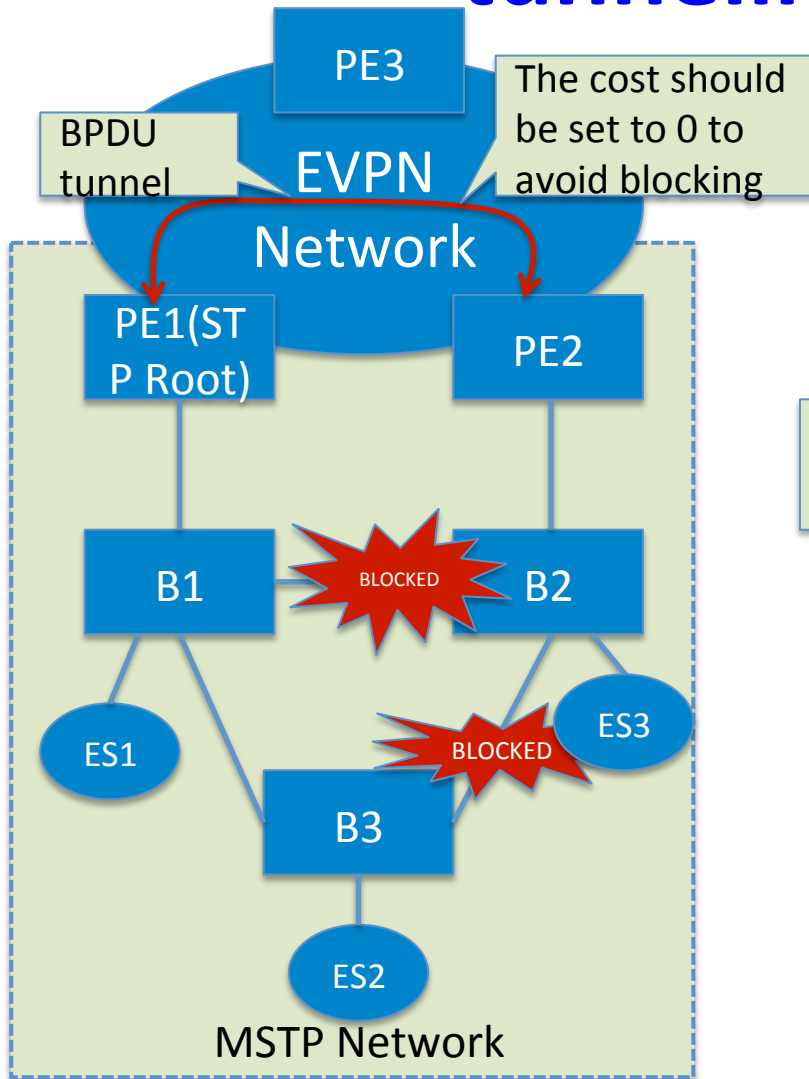 PE3
The cost should
be set to 0 to
avoid blocking
BPDU
tunnel
EVPN
Network
PE1(ST
P Root)
PE2
B1
BLOCKED
B2
ES1
BLOCKED
ES3
B3
ES2
MSTP Network